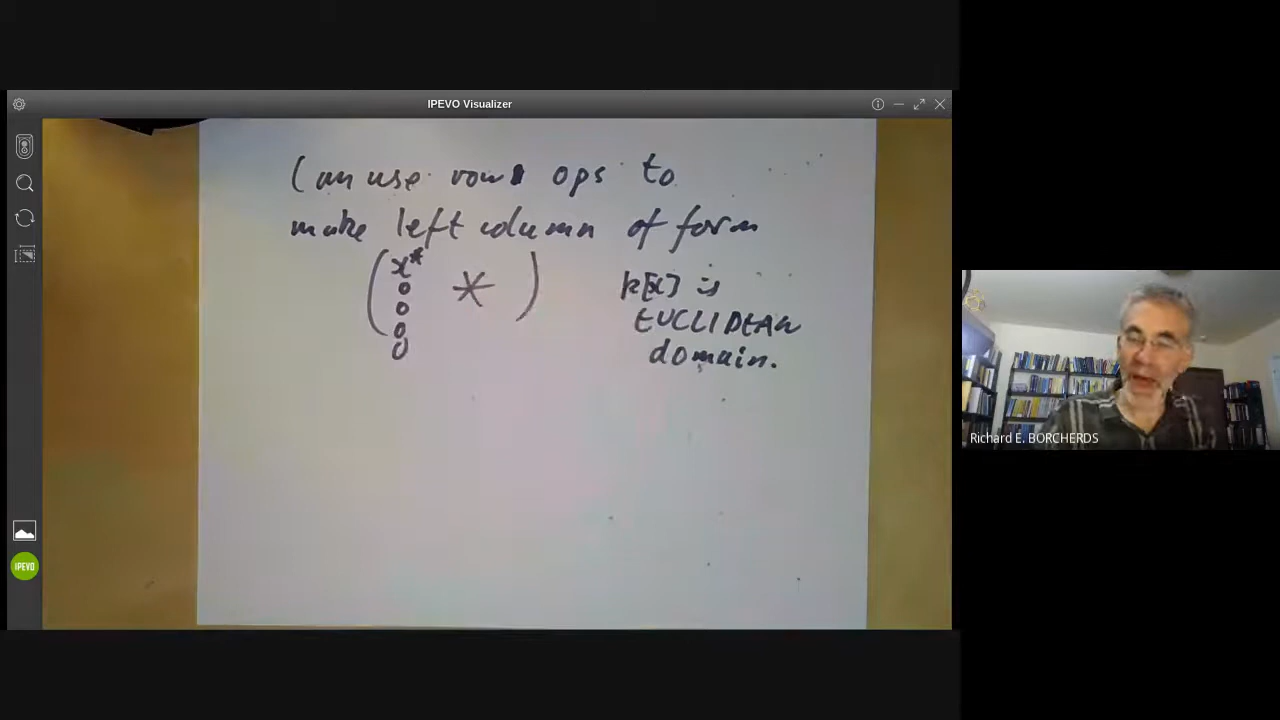 IPEVO Visualizer
Can use row ops to
make left column of form
( x* * )
0
0
0
0
k[x] is
EUCLIDEAN
domain.
IPEVO
Richard E. BORCHERDS